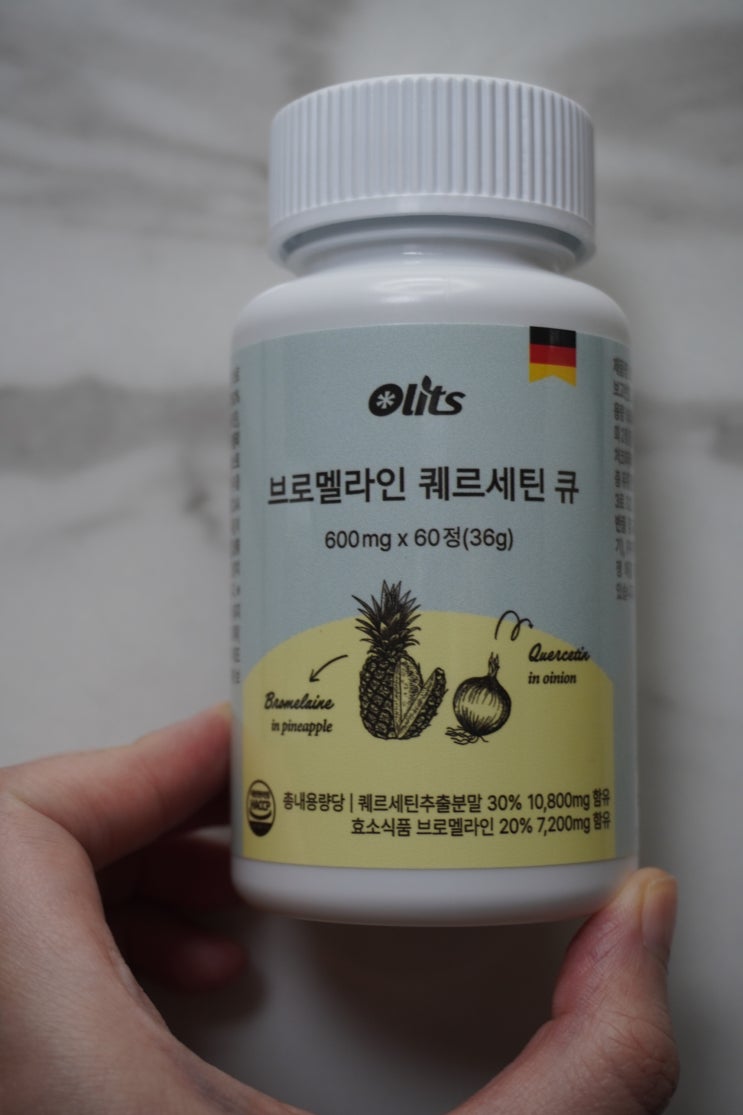 Olits
브로멜라인 퀘르세틴 큐
600mg x 60정(36g)
Quercetin
in oinion
Bromelaine
in pineapple
HACCP
총내용량당 | 퀘르세틴추출분말 30% 10,800mg 함유
효소식품 브로멜라인 20% 7,200mg 함유